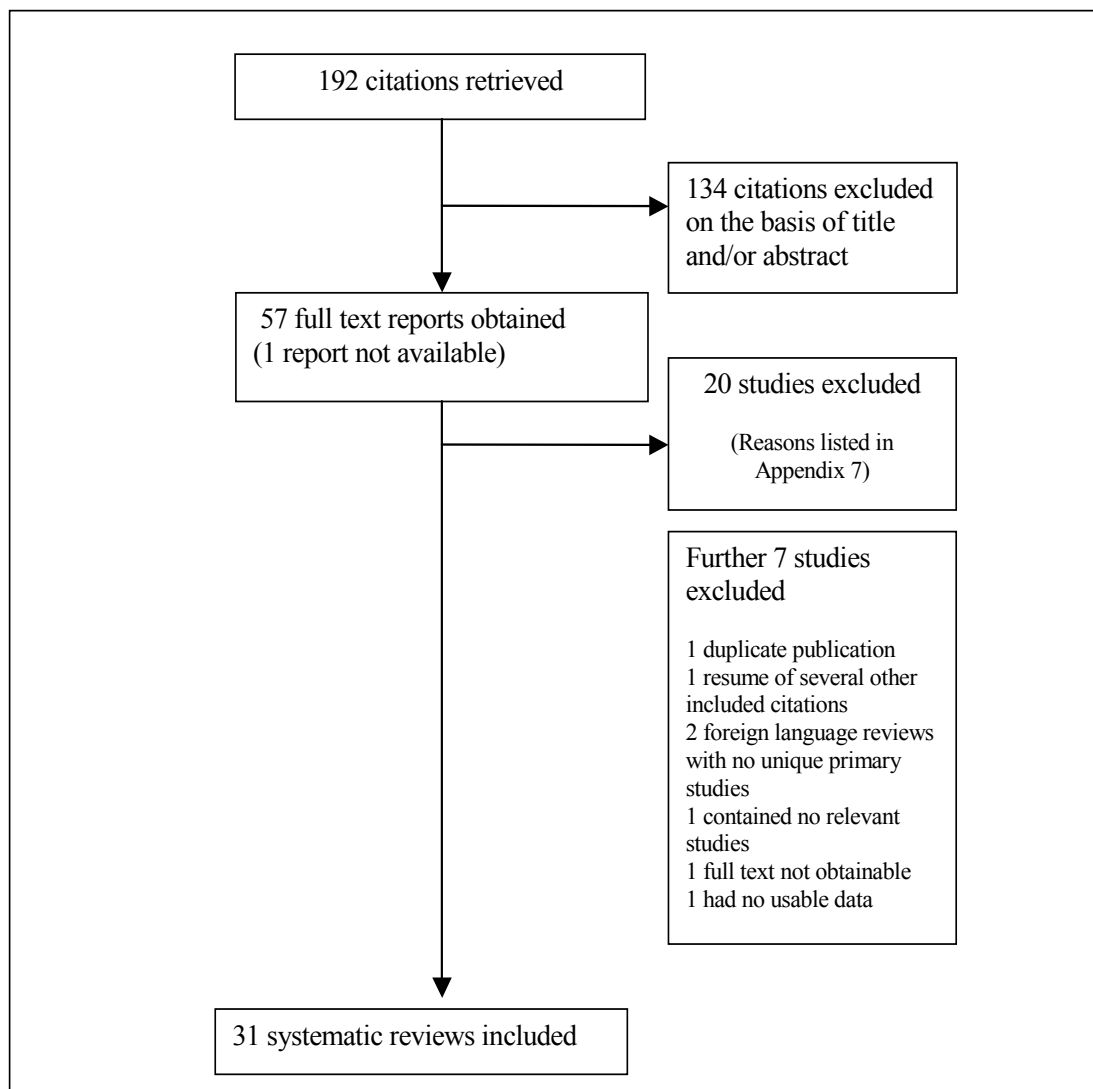 192 citations retrieved
134 citations excluded
on the basis of title
and/or abstract
57 full text reports obtained
(1 report not available)
20 studies excluded
(Reasons listed in
Appendix 7)
Further 7 studies
excluded
1 duplicate publication
1 resume of several other
included citations
2 foreign language reviews
with no unique primary
studies
1 contained no relevant
studies
1 full text not obtainable
1 had no usable data
31 systematic reviews included